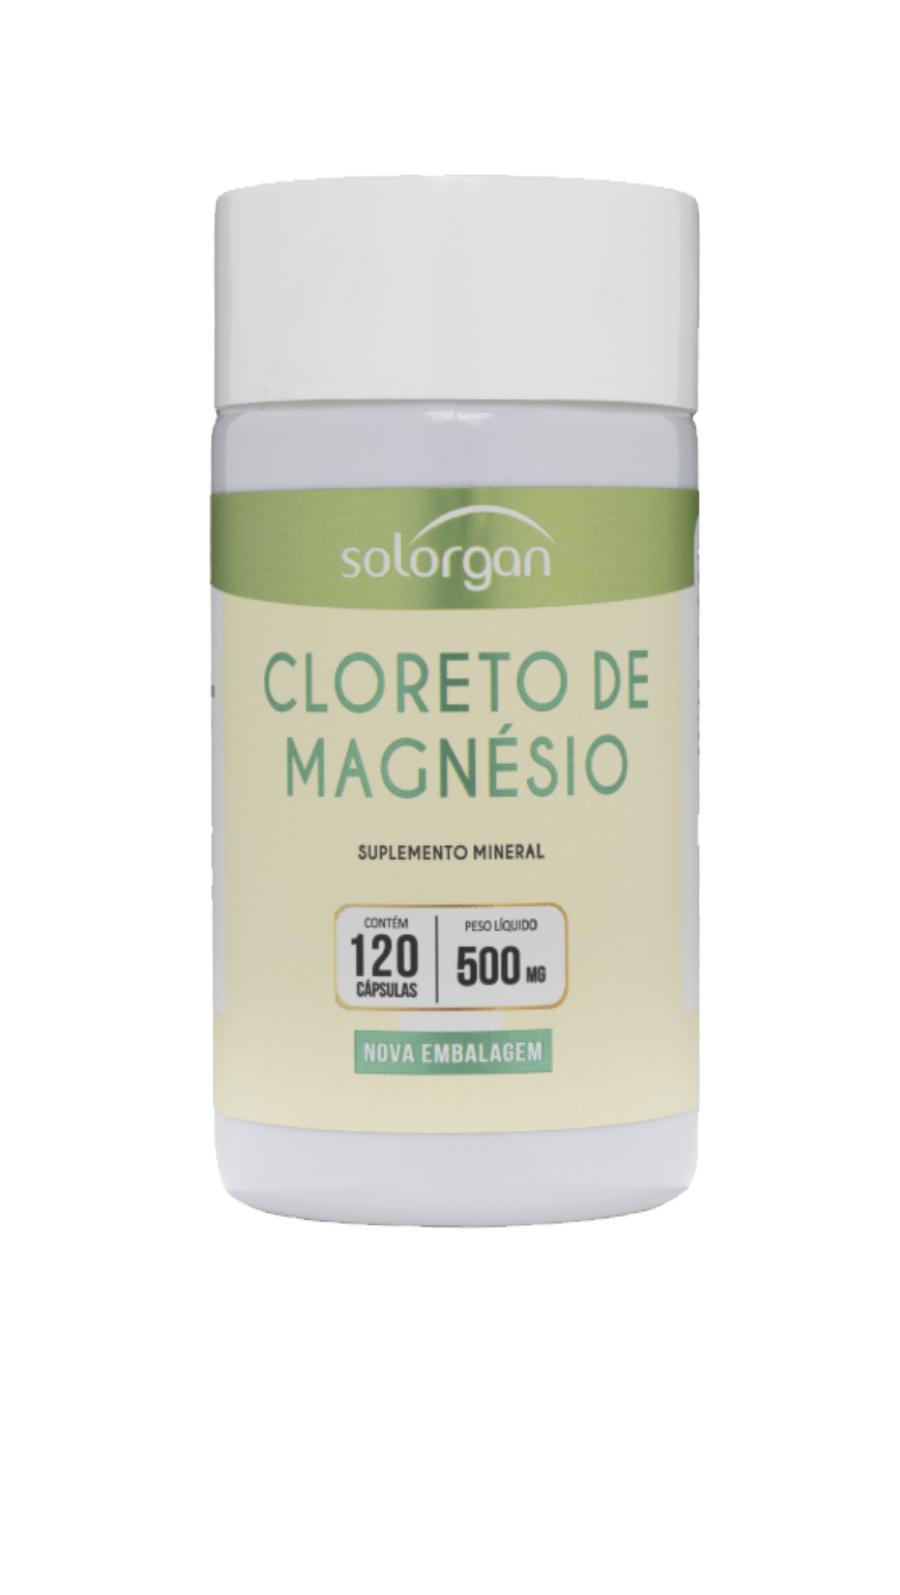 solorgan
CLORETO DE
MAGNÉSIO
SUPLEMENTO MINERAL
CONTÉM
120
CÁPSULAS
PESO LÍQUIDO
500 MG
NOVA EMBALAGEM